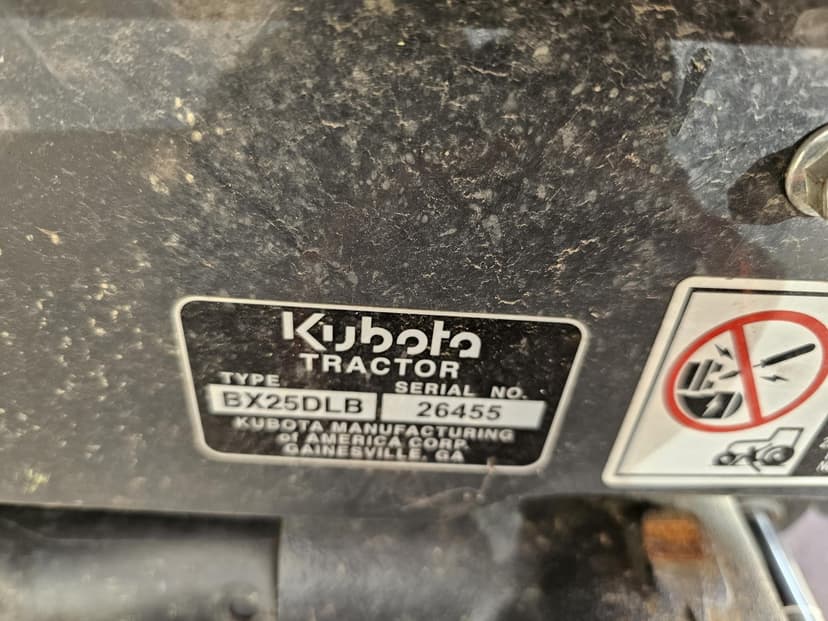 Kubota
TRACTOR
TYPE SERIAL NO.
BX25DLB 26455
KUBOTA MANUFACTURING
of AMERICA CORP.
GAINESVILLE, GA